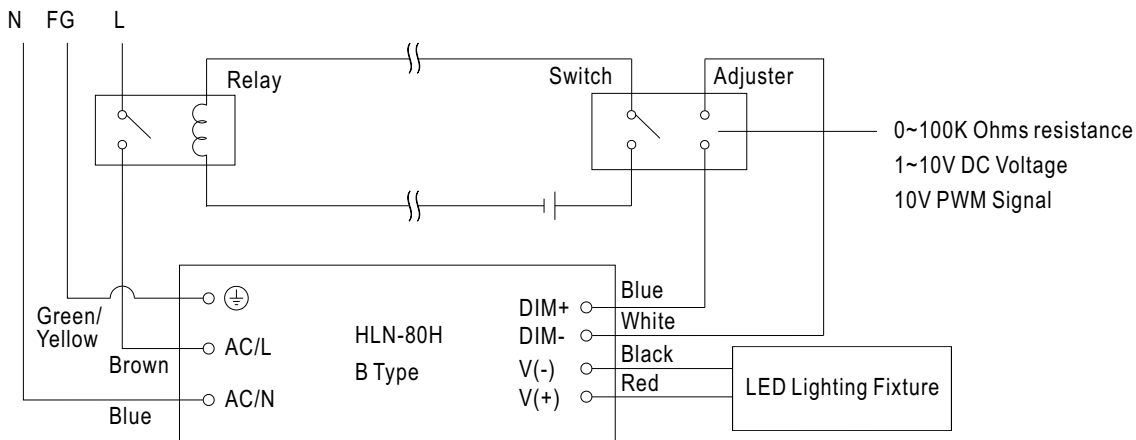 N FG L
Relay
Switch
Adjuster
0~100K Ohms resistance
1~10V DC Voltage
10V PWM Signal
Green/
Yellow
Brown
Blue
AC/L
AC/N
HLN-80H
B Type
DIM+
DIM-
V(-)
V(+)
Blue
White
Black
Red
LED Lighting Fixture